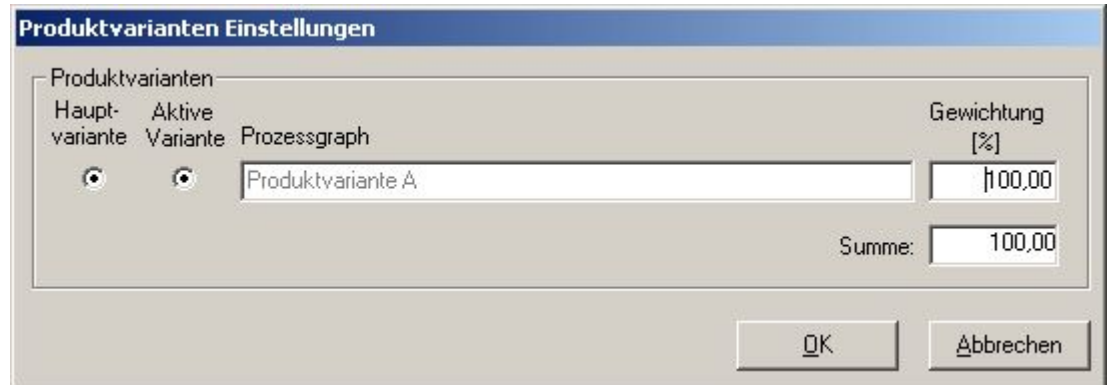 Produktvarianten Einstellungen
Produktvarianten
Haupt-
variante
Aktive
Variante
Prozessgraph
Gewichtung
[%]
Produktvariante A
100,00
Summe: 100,00
OK
Abbrechen